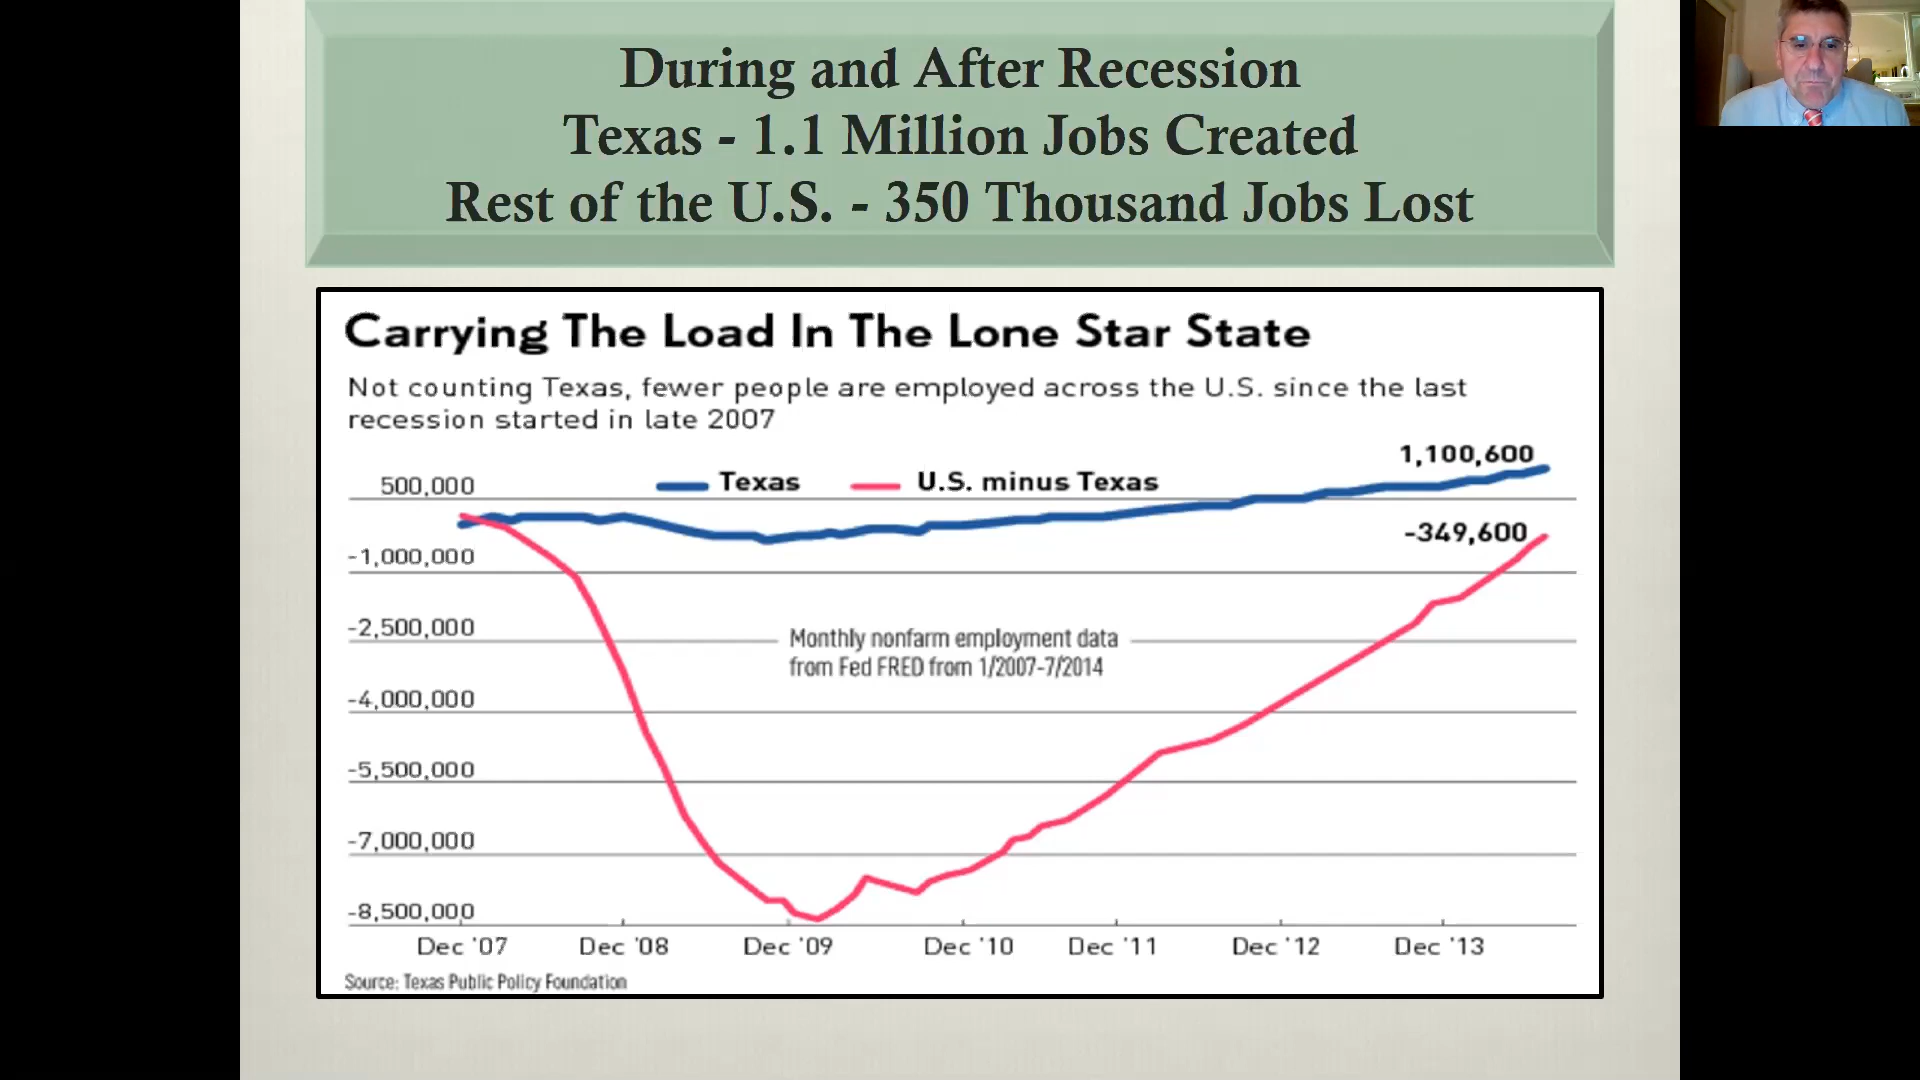 During and After Recession
Texas - 1.1 Million Jobs Created
Rest of the U.S. - 350 Thousand Jobs Lost
Carrying The Load In The Lone Star State
Not counting Texas, fewer people are employed across the U.S. since the last
recession started in late 2007
1,100,600
500,000
Texas
U.S. minus Texas
-349,600
-1,000,000
-2,500,000
Monthly nonfarm employment data
from Fed FRED from 1/2007-7/2014
-4,000,000
-5,500,000
-7,000,000
-8,500,000
Dec '07 Dec '08 Dec '09 Dec '10 Dec '11 Dec '12 Dec '13
Source: Texas Public Policy Foundation